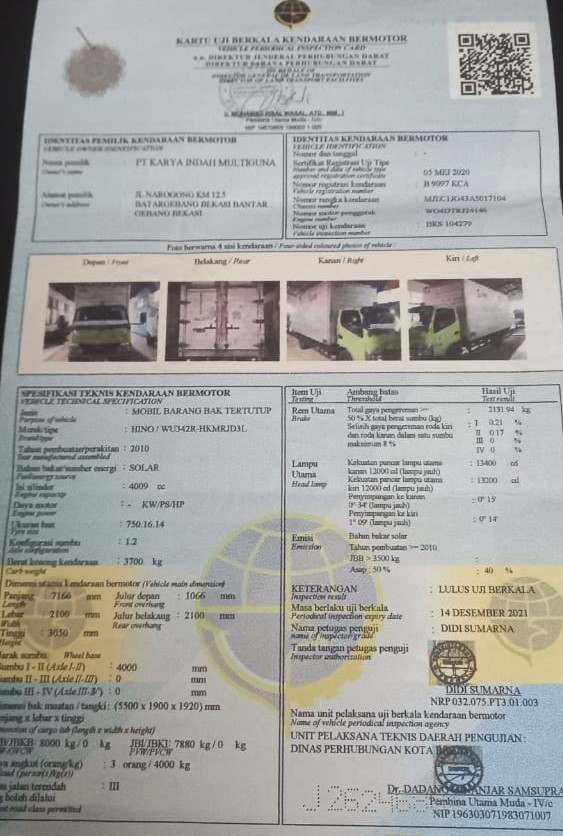 KARTU UJI BERKALA KENDARAAN BERMOTOR
VEHICLE PERIODICAL INSPECTION CARD
a.n. DIREKTUR JENDERAL PERHUBUNGAN DARAT
DIREKTUR SARANA PERHUBUNGAN DARAT
ON BEHALF OF
DIRECTOR GENERAL OF LAND TRANSPORTATION
DIRECTOR OF LAND TRANSPORT FACILITIES
Pembina Utama Muda - IV/c
IDENTITAS PEMILIK KENDARAAN BERMOTOR
VEHICLE OWNER IDENTIFICATION
Nama pemilik : PT KARYA INDAH MULTIGUNA
Owner's name
Alamat pemilik : JL NAROGONG KM 12.5
Owner's address BATARGEBANG BEKASI BANTAR
GEBANG BEKASI
IDENTITAS KENDARAAN BERMOTOR
VEHICLE IDENTIFICATION
Nomor dan tanggal :
Sertifikat Registrasi Uji Tipe
Number and date of vehicle type
approval registration certificate 05 MEI 2020
Nomor registrasi kendaraan : B 9097 KCA
Vehicle registration number
Nomor rangka kendaraan : MJEC1JG43A5017104
Chassis number
Nomor motor penggerak : WO4DTRJ24146
Engine number
Nomor uji kendaraan : BKS 104279
Vehicle inspection number
Foto berwarna 4 sisi kendaraan / Four-sided coloured photos of vehicle :
Depan / Front
Belakang / Rear
Kanan / Right
Kiri / Left
SPESIFIKASI TEKNIS KENDARAAN BERMOTOR
VEHICLE TECHNICAL SPECIFICATION
Jenis : MOBIL BARANG BAK TERTUTUP
Purpose of vehicle
Merek/tipe : HINO / WU342R-HKMRJD3L
Brand/type
Tahun pembuatan/perakitan : 2010
Year manufactured assembled
Bahan bakar/sumber energi : SOLAR
Fuel/energy source
Isi silinder : 4009 cc
Engine capacity
Daya motor : - KW/PS/HP
Engine power
Ukuran ban : 750.16.14
Tyre size
Konfigurasi sumbu : 1.2
Axle configuration
Berat kosong kendaraan : 3700 kg
Curb weight
Dimensi utama kendaraan bermotor (Vehicle main dimension)
Panjang : 7166 mm Julur depan : 1066 mm
Length Front overhang
Lebar : 2100 mm Julur belakang : 2100 mm
Width Rear overhang
Tinggi : 3050 mm
Height
Jarak sumbu Wheel base
Sumbu I - II (Axle I-II) : 4000 mm
Sumbu II - III (Axle II-III) : 0 mm
Sumbu III - IV (Axle III-IV) : 0 mm
Dimensi bak muatan / tangki : (5500 x 1900 x 1920) mm
panjang x lebar x tinggi
Dimension of cargo tub (length x width x height)
JBB/JBKB: 8000 kg/0 kg JBI/JBKI: 7880 kg/0 kg
Daya angkut (orang/kg) : 3 orang / 4000 kg
Kelas jalan terendah : III
yg boleh dilalui
Lowest road class permitted
Item Uji Ambang batas Hasil Uji
Testing Threshold Test result
Rem Utama Total gaya pengereman >= : 2131.94 kg
Brake 50 % X total berat sumbu (kg)
Selisih gaya pengereman roda kiri : I 0.21 %
dan roda kanan dalam satu sumbu II 0.17 %
maksimum 8 % III 0 %
IV 0 %
Lampu Kekuatan pancar lampu utama : 13400 cd
Utama kanan 12000 cd (lampu jauh)
Head lamp Kekuatan pancar lampu utama : 13200 cd
kiri 12000 cd (lampu jauh)
Penyimpangan ke kanan : 0° 15'
0° 34' (lampu jauh)
Penyimpangan ke kiri : 0° 14'
1° 09' (lampu jauh)
Emisi Bahan bakar solar
Emission Tahun pembuatan >= 2010
JBB > 3500 kg
Asap : 50 % : 40 %
KETERANGAN : LULUS UJI BERKALA
Inspection result
Masa berlaku uji berkala : 14 DESEMBER 2021
Periodical inspection expiry date
Nama petugas penguji : DIDI SUMARNA
name of inspector/grade
Tanda tangan petugas penguji
Inspector authorization
DIDI SUMARNA
NRP 032.075.PT3.01.003
Nama unit pelaksana uji berkala kendaraan bermotor
Name of vehicle periodical inspection agency
UNIT PELAKSANA TEKNIS DAERAH PENGUJIAN :
DINAS PERHUBUNGAN KOTA
SAMSUPRA
Pembina Utama Muda - IV/c
NIP 196303071983071007